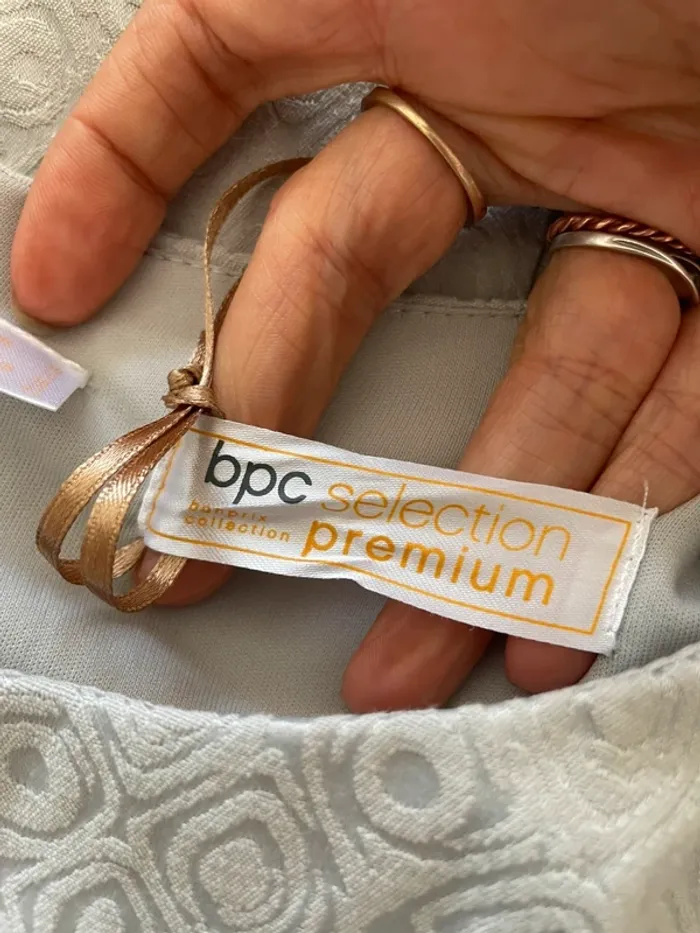 bpc selection
bonprix
collection
premium